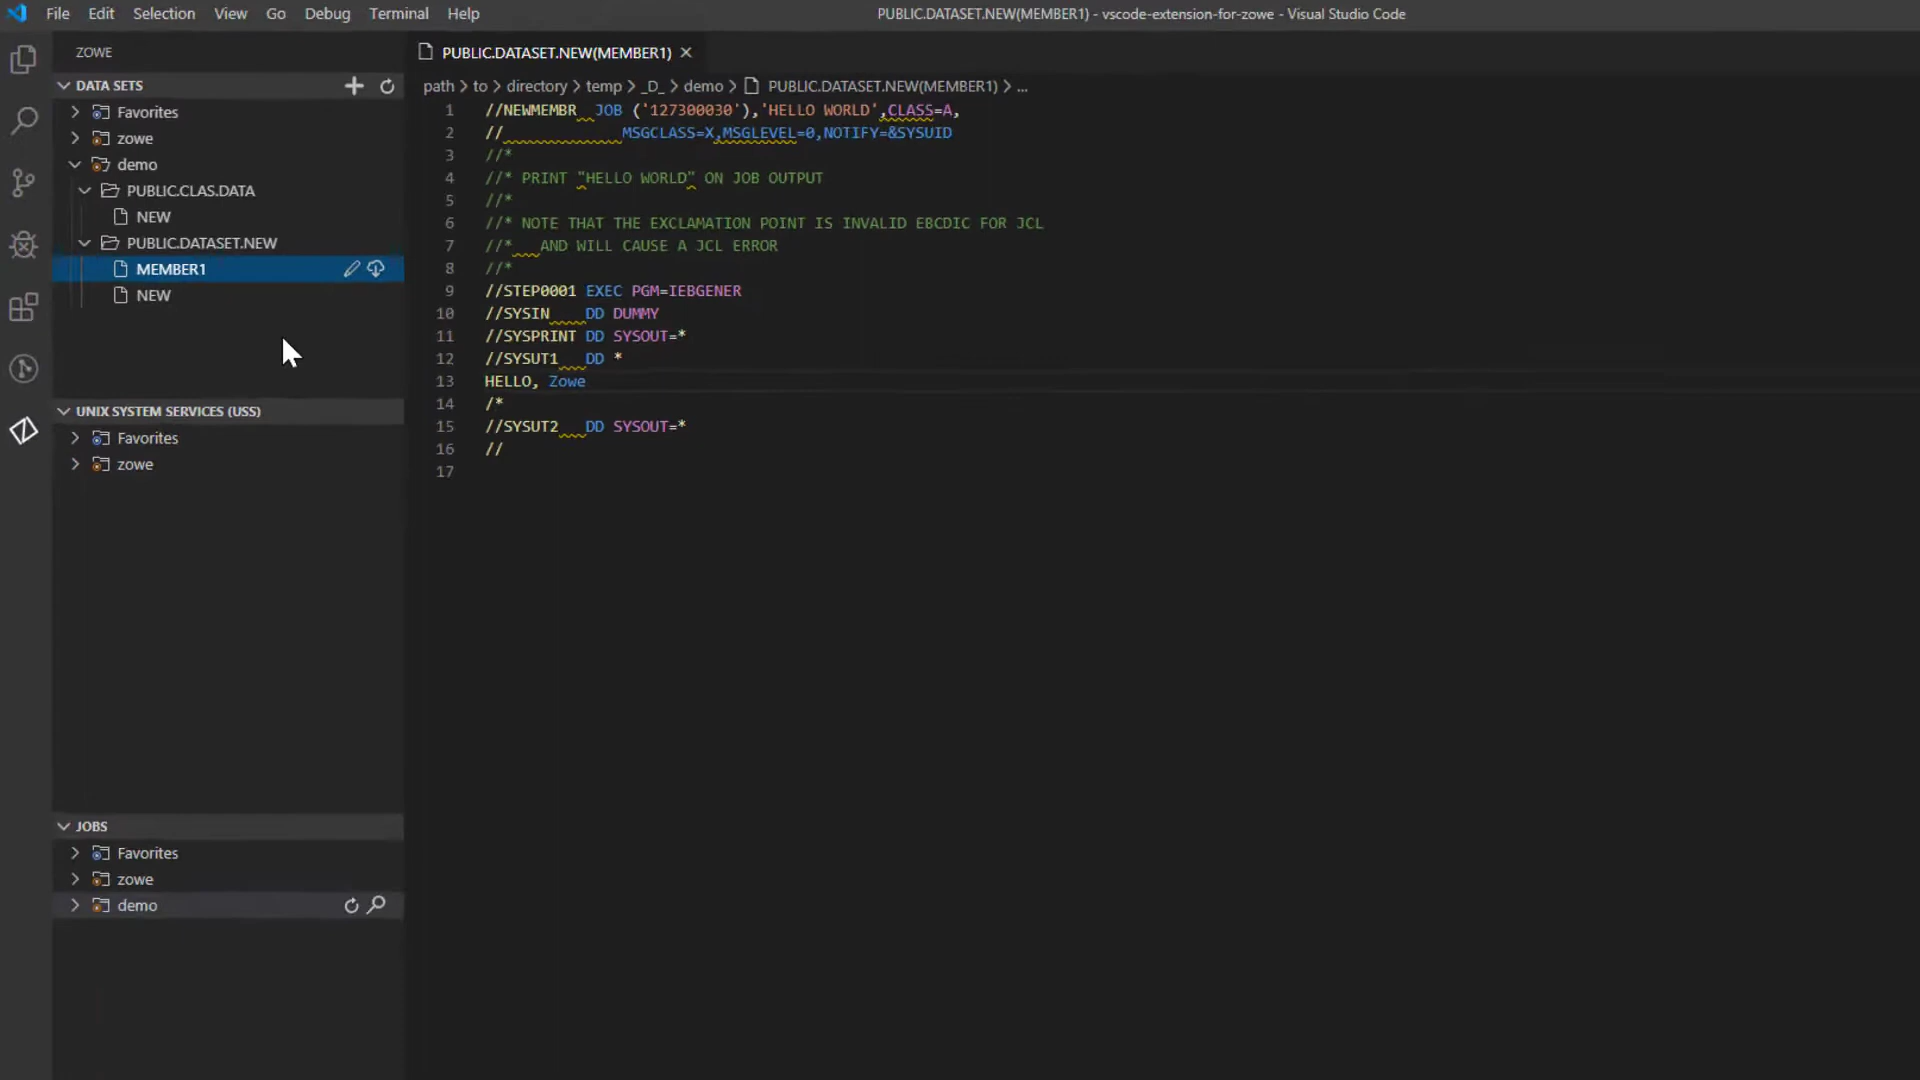 File Edit Selection View Go Debug Terminal Help
PUBLIC.DATASET.NEW(MEMBER1) - vscode-extension-for-zowe - Visual Studio Code
ZOWE
DATA SETS
Favorites
zowe
demo
PUBLIC.CLAS.DATA
NEW
PUBLIC.DATASET.NEW
MEMBER1
NEW
UNIX SYSTEM SERVICES (USS)
Favorites
zowe
JOBS
Favorites
zowe
demo
PUBLIC.DATASET.NEW(MEMBER1)
path > to > directory > temp > _D_ > demo > PUBLIC.DATASET.NEW(MEMBER1) > ...
1 //NEWMEMBR  JOB ('127300030'),'HELLO WORLD',CLASS=A,
2 //             MSGCLASS=X,MSGLEVEL=0,NOTIFY=&SYSUID
3 //*
4 //* PRINT “HELLO WORLD” ON JOB OUTPUT
5 //*
6 //* NOTE THAT THE EXCLAMATION POINT IS INVALID EBCDIC FOR JCL
7 //*   AND WILL CAUSE A JCL ERROR
8 //*
9 //STEP0001 EXEC PGM=IEBGENER
10 //SYSIN    DD DUMMY
11 //SYSPRINT DD SYSOUT=*
12 //SYSUT1   DD *
13 HELLO, Zowe
14 /*
15 //SYSUT2   DD SYSOUT=*
16 //
17